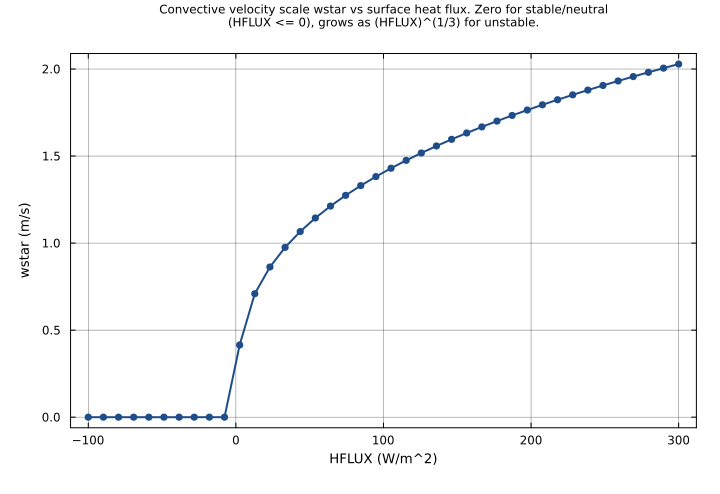 Convective velocity scale wstar vs surface heat flux. Zero for stable/neutral
(HFLUX <= 0), grows as (HFLUX)^(1/3) for unstable.
2.0
1.5
1.0
0.5
0.0
wstar (m/s)
−100 0 100 200 300
HFLUX (W/m^2)